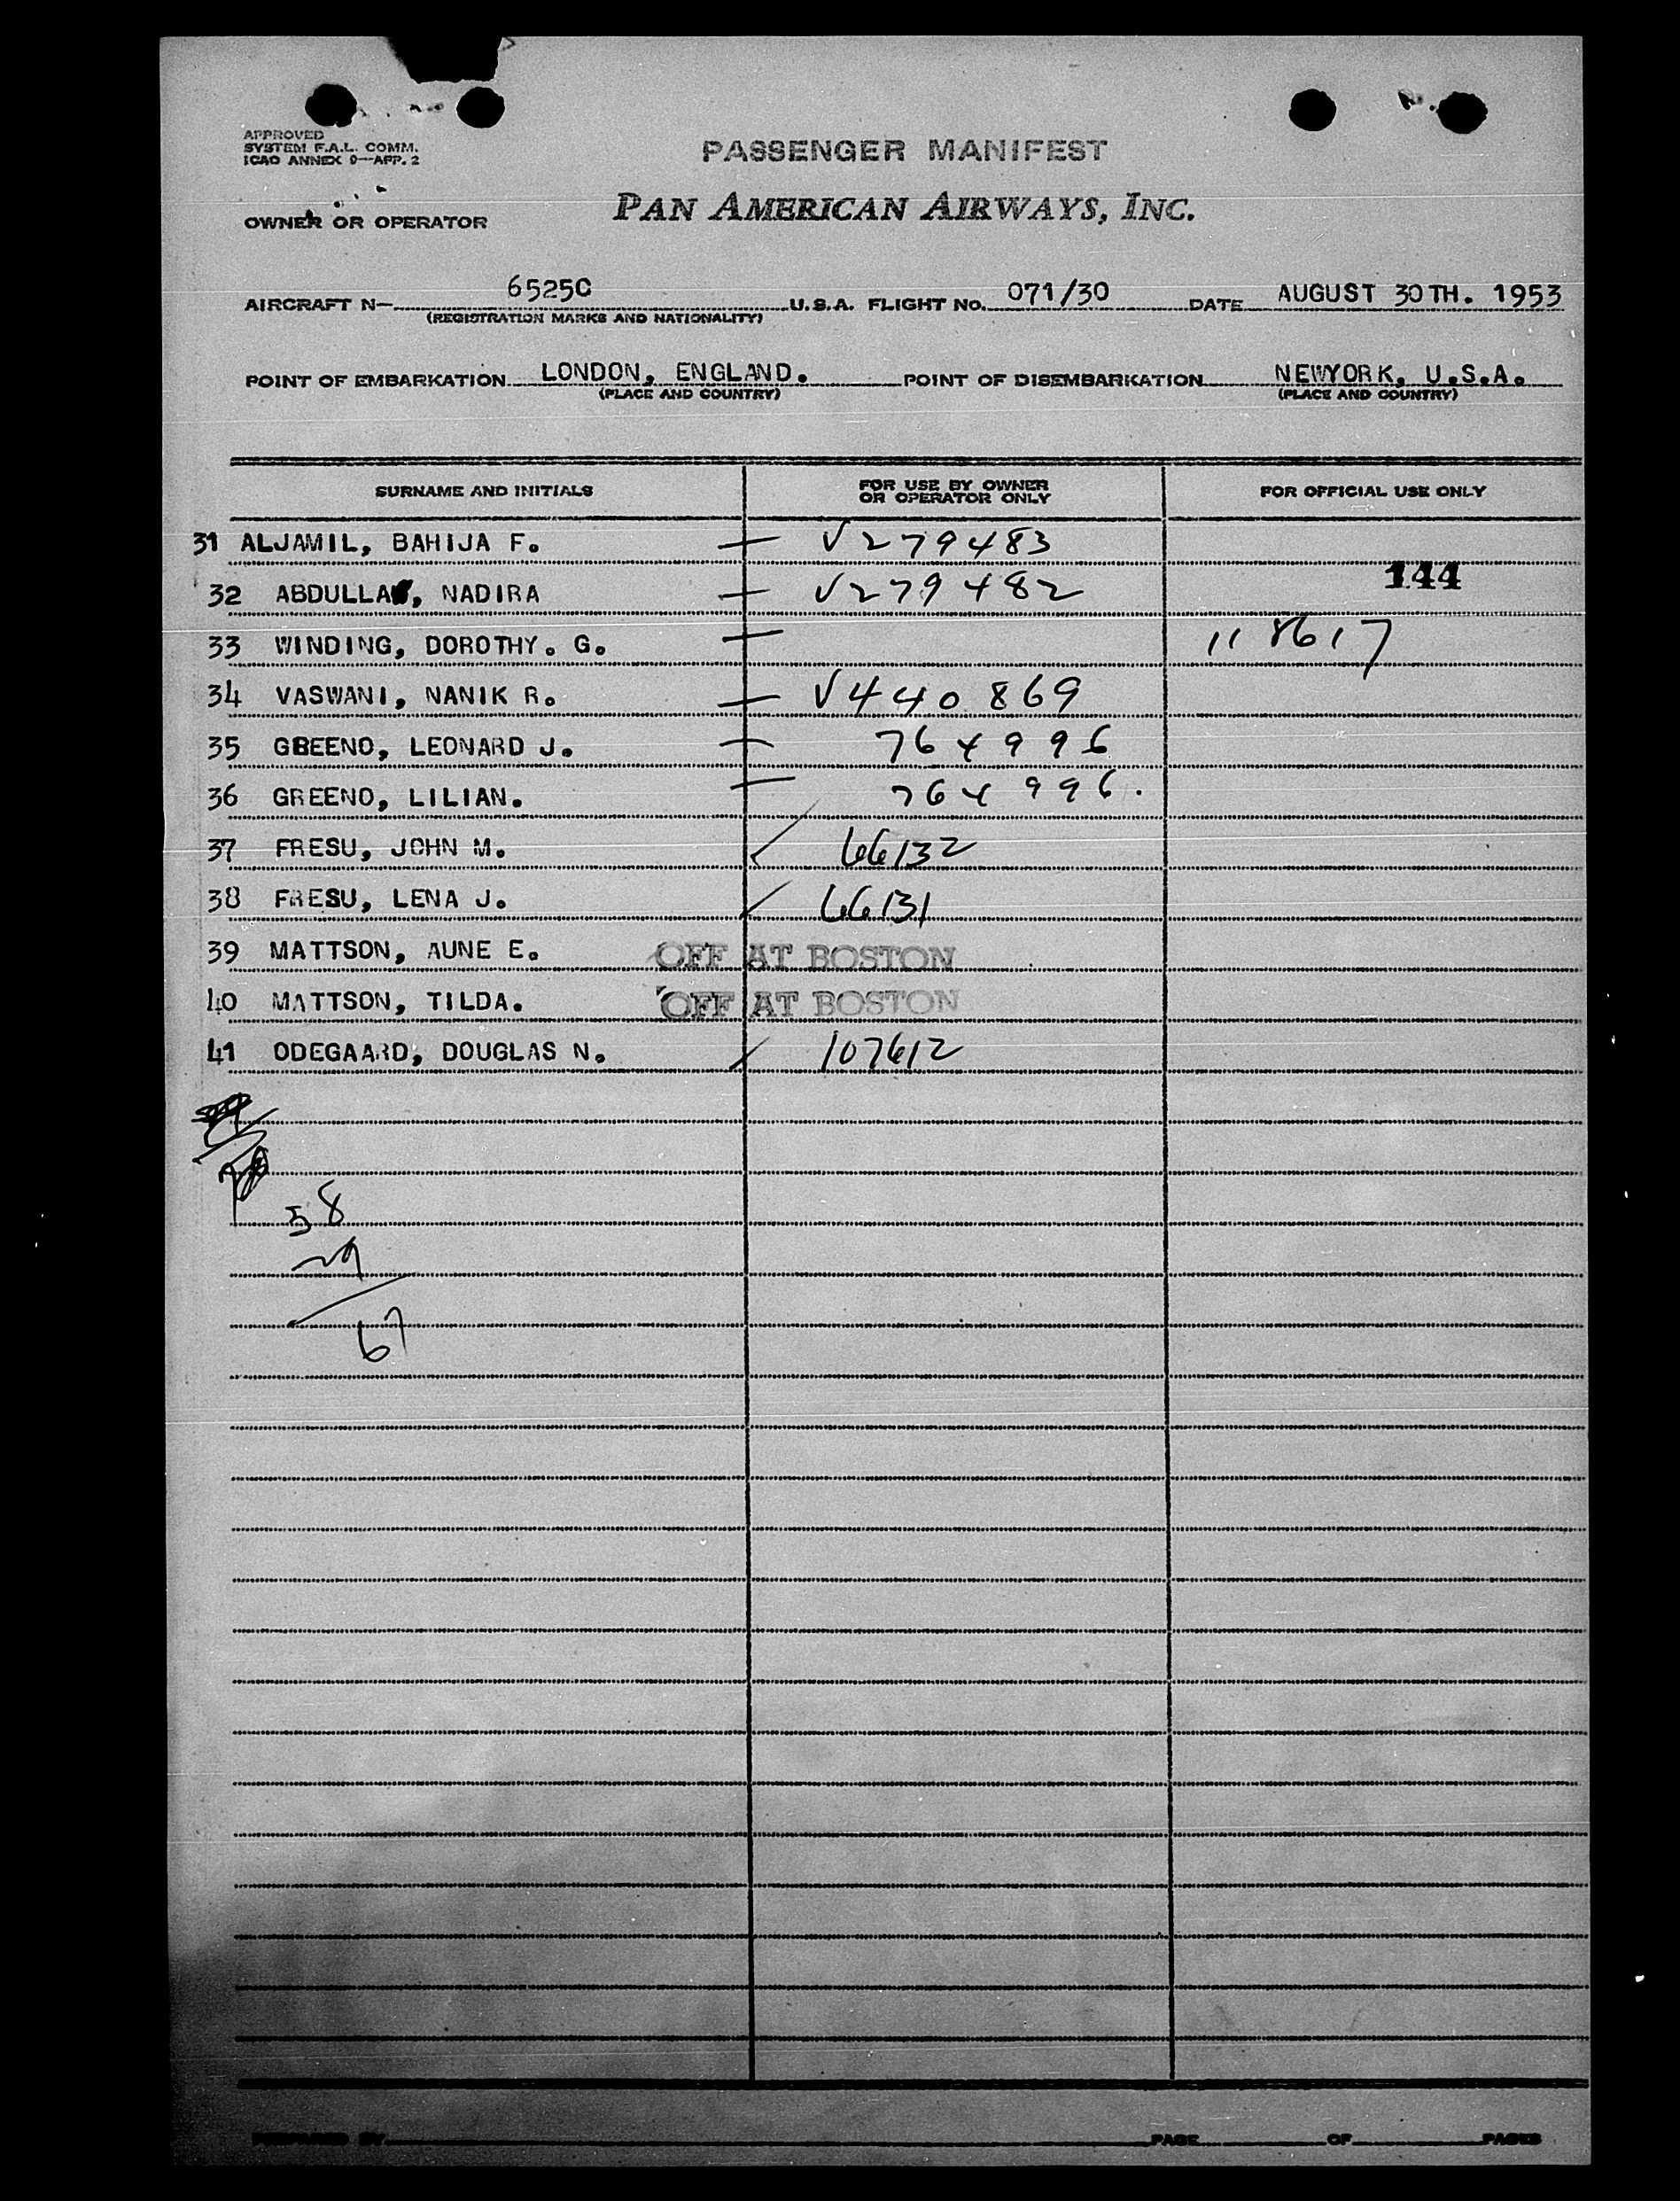 APPROVED
SYSTEM F.A.L. COMM.
ICAO ANNEX 9—APP. 2
PASSENGER MANIFEST
OWNER OR OPERATOR
PAN AMERICAN AIRWAYS, INC.
AIRCRAFT N— 6525C U.S.A. FLIGHT No. 071/30 DATE AUGUST 30TH. 1953
(REGISTRATION MARKS AND NATIONALITY)
POINT OF EMBARKATION LONDON, ENGLAND. POINT OF DISEMBARKATION NEWYORK, U.S.A.
(PLACE AND COUNTRY) (PLACE AND COUNTRY)
SURNAME AND INITIALS FOR USE BY OWNER OR OPERATOR ONLY FOR OFFICIAL USE ONLY
31 ALJAMIL, BAHIJA F. — V279483
144
32 ABDULLA, NADIRA — V279482
33 WINDING, DOROTHY. G. — 118617
34 VASWANI, NANIK R. — V440869
35 GBEENO, LEONARD J. — 764996
36 GREENO, LILIAN. — 764996.
37 FRESU, JOHN M. ✓ 66132
38 FRESU, LENA J. ✓ 66131
39 MATTSON, AUNE E. OFF AT BOSTON
40 MATTSON, TILDA. OFF AT BOSTON
41 ODEGAARD, DOUGLAS N. ✓ 107612
58
29
67
PREPARED BY PAGE OF PAGES